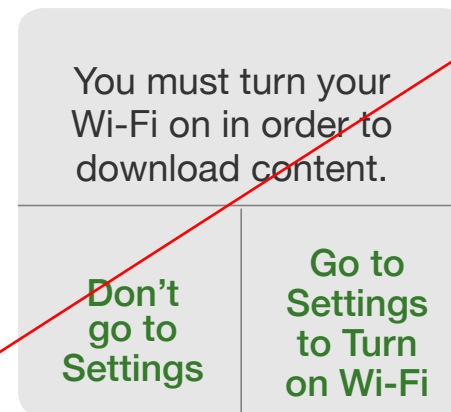 You must turn your
Wi-Fi on in order to
download content.
Don't
go to
Settings
Go to
Settings
to Turn
on Wi-Fi